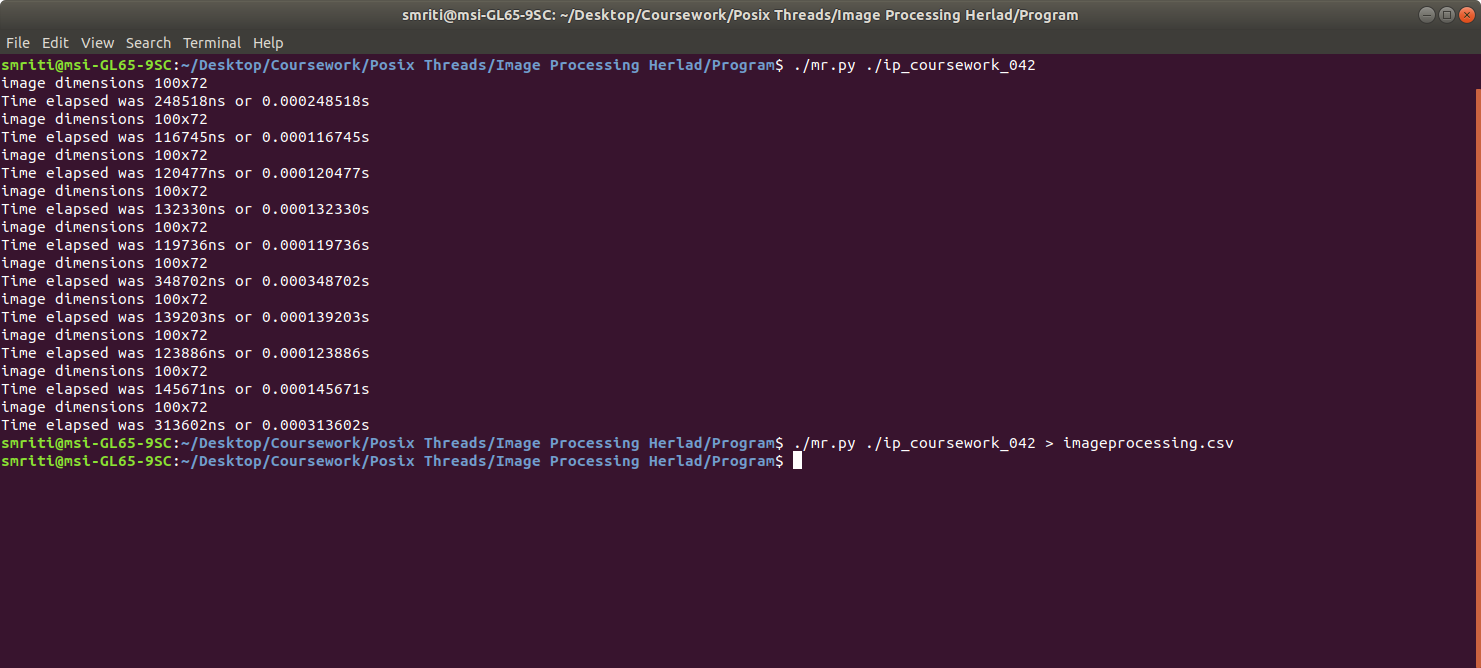 smriti@msi-GL65-9SC: ~/Desktop/Coursework/Posix Threads/Image Processing Herlad/Program
File Edit View Search Terminal Help
smriti@msi-GL65-9SC:~/Desktop/Coursework/Posix Threads/Image Processing Herlad/Program$ ./mr.py ./ip_coursework_042
image dimensions 100x72
Time elapsed was 248518ns or 0.000248518s
image dimensions 100x72
Time elapsed was 116745ns or 0.000116745s
image dimensions 100x72
Time elapsed was 120477ns or 0.000120477s
image dimensions 100x72
Time elapsed was 132330ns or 0.000132330s
image dimensions 100x72
Time elapsed was 119736ns or 0.000119736s
image dimensions 100x72
Time elapsed was 348702ns or 0.000348702s
image dimensions 100x72
Time elapsed was 139203ns or 0.000139203s
image dimensions 100x72
Time elapsed was 123886ns or 0.000123886s
image dimensions 100x72
Time elapsed was 145671ns or 0.000145671s
image dimensions 100x72
Time elapsed was 313602ns or 0.000313602s
smriti@msi-GL65-9SC:~/Desktop/Coursework/Posix Threads/Image Processing Herlad/Program$ ./mr.py ./ip_coursework_042 > imageprocessing.csv
smriti@msi-GL65-9SC:~/Desktop/Coursework/Posix Threads/Image Processing Herlad/Program$